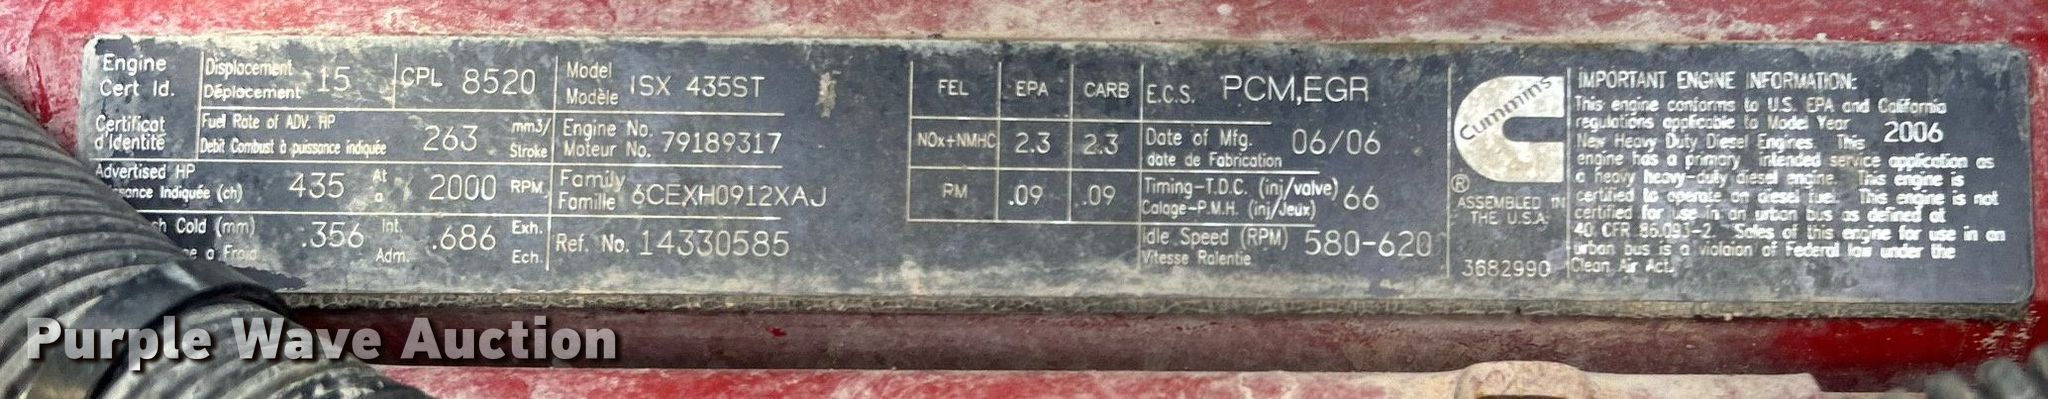 Engine
Cert Id.
Certificat
d'Identité
Displacement
Déplacement
15
CPL 8520
Model
Modèle
ISX 435ST
Fuel Rate of ADV. HP
Debit Combust à puissance indiquée
263
mm3/
Stroke
Engine No.
Moteur No.
79189317
Advertised HP
Indiquée (ch)
435
At
a
2000 RPM
Family
Famille
6CEXH0912XAJ
Cold (mm)
a Froid
.356
Int.
Adm.
.686
Exh.
Ech.
Ref. No. 14330585
FEL EPA CARB
NOx+NMHC 2.3 2.3
PM .09 .09
E.C.S. PCM,EGR
Date of Mfg.
date de Fabrication
06/06
Timing-T.D.C. (inj/valve)
Calage-P.M.H. (inj/Jeux)
66
Idle Speed (RPM)
Vitesse Ralentie
580-620
Cummins
®
ASSEMBLED IN
THE U.S.A.
3682990
IMPORTANT ENGINE INFORMATION:
This engine conforms to U.S. EPA and California
regulations applicable to Model Year 2006
New Heavy Duty Diesel Engines. This
engine has a primary intended service application as
a heavy heavy-duty diesel engine. This engine is
certified to operate on diesel fuel. This engine is not
certified for use in an urban bus as defined at
40 CFR 86.093-2. Sales of this engine for use in an
urban bus is a violaion of Federal law under the
Clean Air Act.
Purple Wave Auction